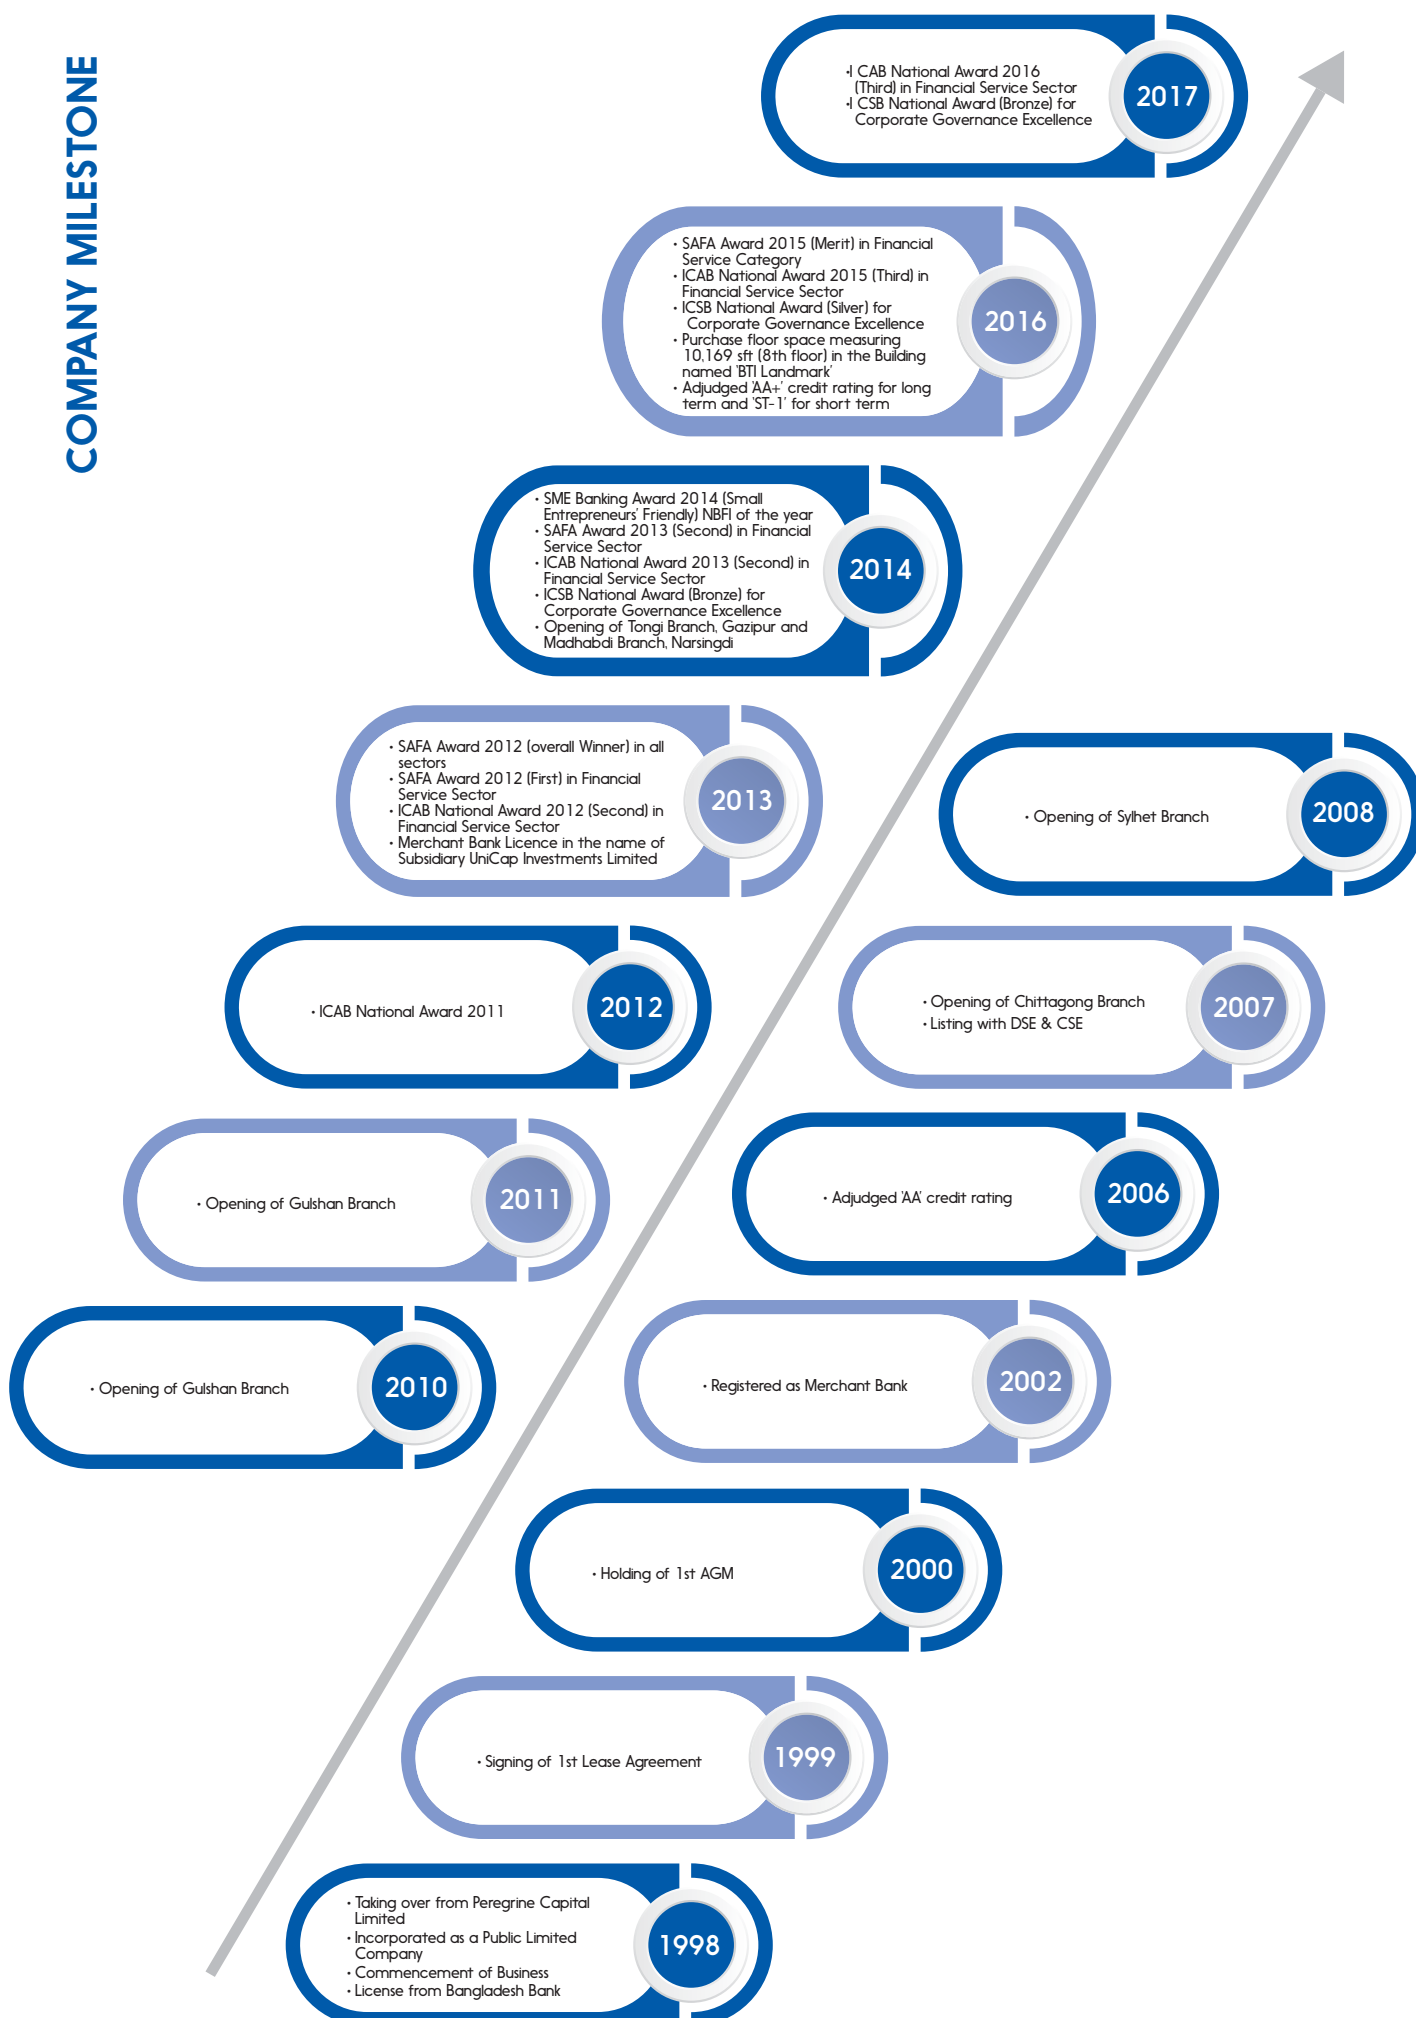 COMPANY MILESTONE
•I CAB National Award 2016
(Third) in Financial Service Sector
•I CSB National Award (Bronze) for
Corporate Governance Excellence
2017
• SAFA Award 2015 (Merit) in Financial
Service Category
• ICAB National Award 2015 (Third) in
Financial Service Sector
• ICSB National Award (Silver) for
Corporate Governance Excellence
• Purchase floor space measuring
10,169 sft (8th floor) in the Building
named 'BTI Landmark'
• Adjudged 'AA+' credit rating for long
term and 'ST-1' for short term
2016
• SME Banking Award 2014 (Small
Entrepreneurs' Friendly) NBFI of the year
• SAFA Award 2013 (Second) in Financial
Service Sector
• ICAB National Award 2013 (Second) in
Financial Service Sector
• ICSB National Award (Bronze) for
Corporate Governance Excellence
• Opening of Tongi Branch, Gazipur and
Madhabdi Branch, Narsingdi
2014
• SAFA Award 2012 (overall Winner) in all
sectors
• SAFA Award 2012 (First) in Financial
Service Sector
• ICAB National Award 2012 (Second) in
Financial Service Sector
• Merchant Bank Licence in the name of
Subsidiary UniCap Investments Limited
2013
• Opening of Sylhet Branch
2008
• ICAB National Award 2011
2012
• Opening of Chittagong Branch
• Listing with DSE & CSE
2007
• Opening of Gulshan Branch
2011
• Adjudged 'AA' credit rating
2006
• Opening of Gulshan Branch
2010
• Registered as Merchant Bank
2002
• Holding of 1st AGM
2000
• Signing of 1st Lease Agreement
1999
• Taking over from Peregrine Capital
Limited
• Incorporated as a Public Limited
Company
• Commencement of Business
• License from Bangladesh Bank
1998